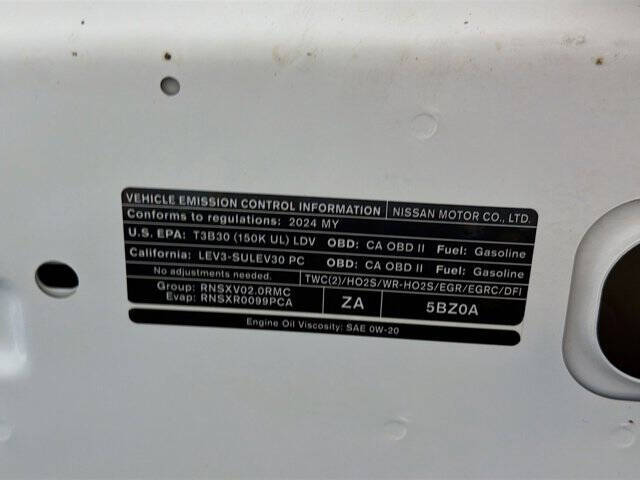 VEHICLE EMISSION CONTROL INFORMATION NISSAN MOTOR CO., LTD.
Conforms to regulations: 2024 MY
U.S. EPA: T3B30 (150K UL) LDV OBD: CA OBD II Fuel: Gasoline
California: LEV3-SULEV30 PC OBD: CA OBD II Fuel: Gasoline
No adjustments needed. TWC(2)/HO2S/WR-HO2S/EGR/EGRC/DFI
Group: RNSXV02.0RMC
Evap: RNSXR0099PCA ZA 5BZ0A
Engine Oil Viscosity: SAE 0W-20